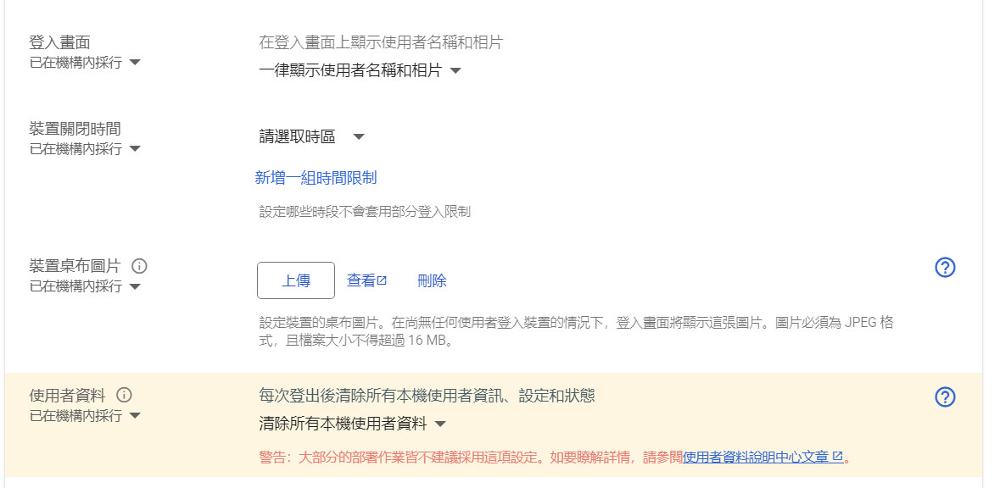 登入畫面
已在機構內採行
在登入畫面上顯示使用者名稱和相片
一律顯示使用者名稱和相片
裝置關閉時間
已在機構內採行
請選取時區
新增一組時間限制
設定哪些時段不會套用部分登入限制
裝置桌布圖片
已在機構內採行
上傳 查看 刪除
設定裝置的桌布圖片。在尚無任何使用者登入裝置的情況下，登入畫面將顯示這張圖片。圖片必須為 JPEG 格
式，且檔案大小不得超過 16 MB。
使用者資料
已在機構內採行
每次登出後清除所有本機使用者資訊、設定和狀態
清除所有本機使用者資料
警告：大部分的部署作業皆不建議採用這項設定。如要瞭解詳情，請參閱使用者資料說明中心文章。